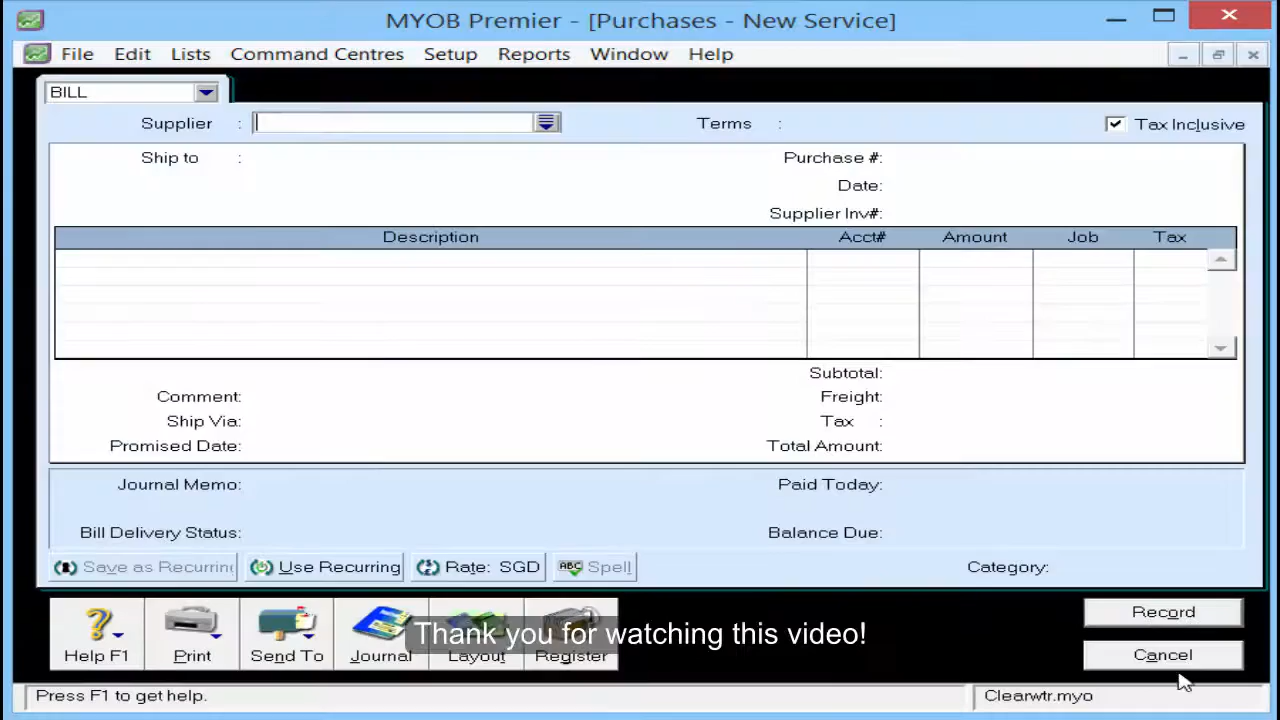 MYOB Premier - [Purchases - New Service]
File Edit Lists Command Centres Setup Reports Window Help
BILL
Supplier : Terms : Tax Inclusive
Ship to : Purchase #:
Date:
Supplier Inv#:
Description Acct# Amount Job Tax
Subtotal:
Comment: Freight:
Ship Via: Tax :
Promised Date: Total Amount:
Journal Memo: Paid Today:
Bill Delivery Status: Balance Due:
Save as Recurring Use Recurring Rate: SGD ABC Spell Category:
Record
Thank you for watching this video!
Help F1 Print Send To Journal Layout Register Cancel
Press F1 to get help. Clearwtr.myo